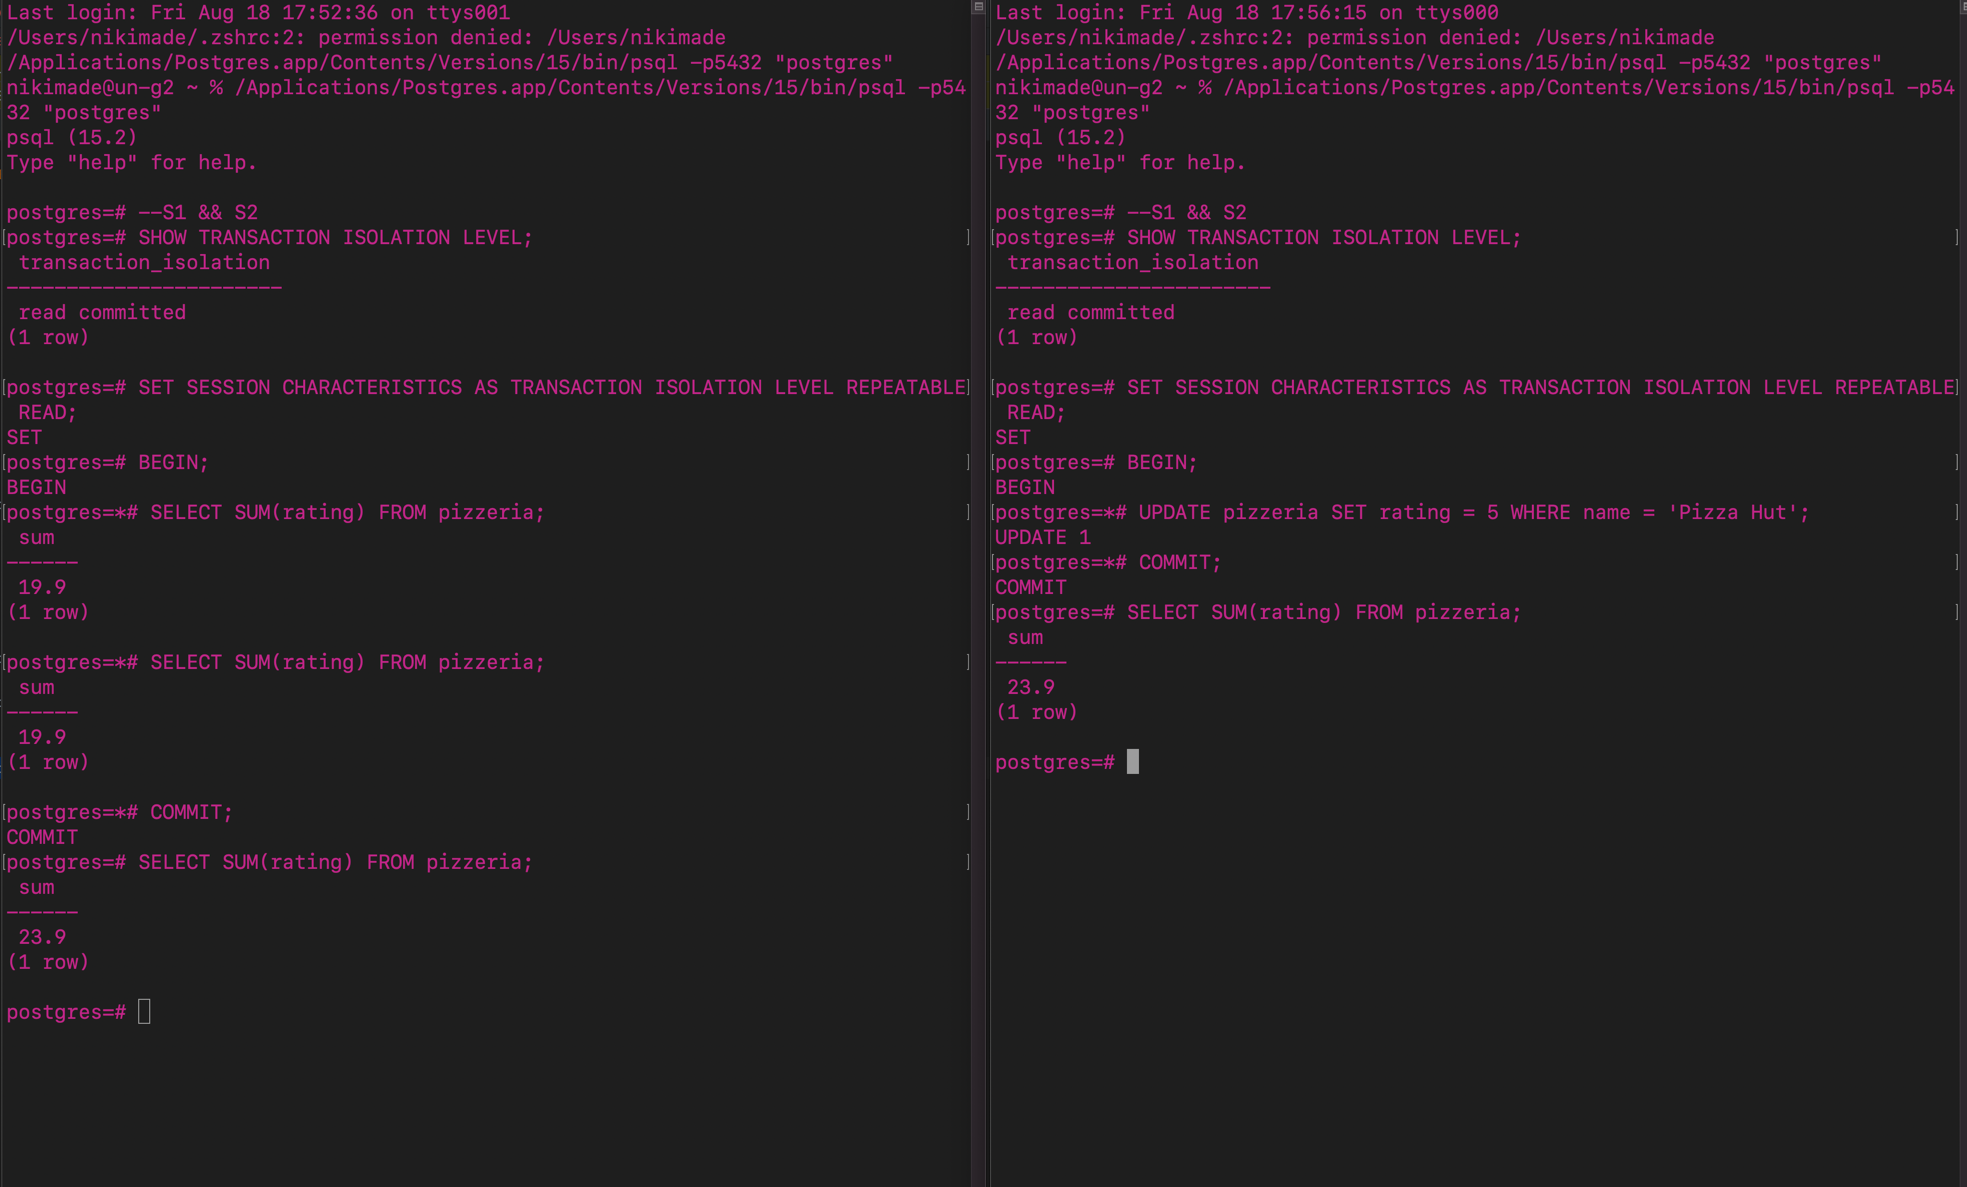 Last login: Fri Aug 18 17:52:36 on ttys001
/Users/nikimade/.zshrc:2: permission denied: /Users/nikimade
/Applications/Postgres.app/Contents/Versions/15/bin/psql -p5432 "postgres"
nikimade@un-g2 ~ % /Applications/Postgres.app/Contents/Versions/15/bin/psql -p54
32 "postgres"
psql (15.2)
Type "help" for help.

postgres=# --S1 && S2
[postgres=# SHOW TRANSACTION ISOLATION LEVEL; ]
 transaction_isolation
-----------------------
 read committed
(1 row)

[postgres=# SET SESSION CHARACTERISTICS AS TRANSACTION ISOLATION LEVEL REPEATABLE]
 READ;
SET
[postgres=# BEGIN; ]
BEGIN
[postgres=*# SELECT SUM(rating) FROM pizzeria; ]
 sum
------
 19.9
(1 row)

[postgres=*# SELECT SUM(rating) FROM pizzeria; ]
 sum
------
 19.9
(1 row)

[postgres=*# COMMIT; ]
COMMIT
[postgres=# SELECT SUM(rating) FROM pizzeria; ]
 sum
------
 23.9
(1 row)

postgres=#
Last login: Fri Aug 18 17:56:15 on ttys000
/Users/nikimade/.zshrc:2: permission denied: /Users/nikimade
/Applications/Postgres.app/Contents/Versions/15/bin/psql -p5432 "postgres"
nikimade@un-g2 ~ % /Applications/Postgres.app/Contents/Versions/15/bin/psql -p54
32 "postgres"
psql (15.2)
Type "help" for help.

postgres=# --S1 && S2
[postgres=# SHOW TRANSACTION ISOLATION LEVEL; ]
 transaction_isolation
-----------------------
 read committed
(1 row)

[postgres=# SET SESSION CHARACTERISTICS AS TRANSACTION ISOLATION LEVEL REPEATABLE]
 READ;
SET
[postgres=# BEGIN; ]
BEGIN
[postgres=*# UPDATE pizzeria SET rating = 5 WHERE name = 'Pizza Hut'; ]
UPDATE 1
[postgres=*# COMMIT; ]
COMMIT
[postgres=# SELECT SUM(rating) FROM pizzeria; ]
 sum
------
 23.9
(1 row)

postgres=#